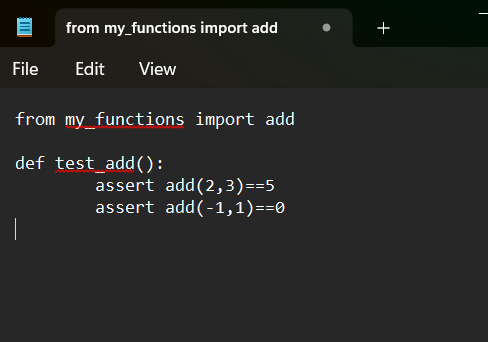 from my_functions import add
File Edit View
from my_functions import add
def test_add():
assert add(2,3)==5
assert add(-1,1)==0